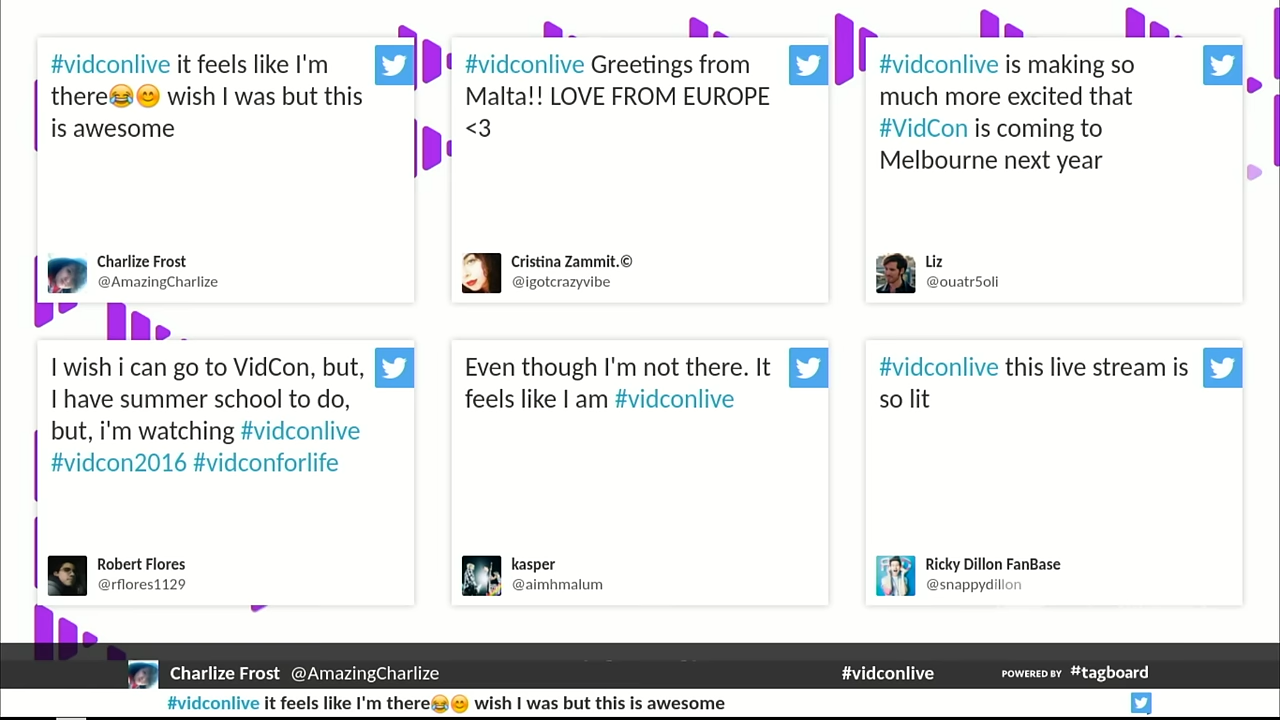 #vidconlive it feels like I'm
there😂😊 wish I was but this
is awesome
Charlize Frost
@AmazingCharlize
#vidconlive Greetings from
Malta!! LOVE FROM EUROPE
<3
Cristina Zammit.©
@igotcrazyvibe
#vidconlive is making so
much more excited that
#VidCon is coming to
Melbourne next year
Liz
@ouatr5oli
I wish i can go to VidCon, but,
I have summer school to do,
but, i'm watching #vidconlive
#vidcon2016 #vidconforlife
Robert Flores
@rflores1129
Even though I'm not there. It
feels like I am #vidconlive
kasper
@aimhmalum
#vidconlive this live stream is
so lit
Ricky Dillon FanBase
@snappydillon
Charlize Frost @AmazingCharlize #vidconlive POWERED BY #tagboard
#vidconlive it feels like I'm there😂😊 wish I was but this is awesome